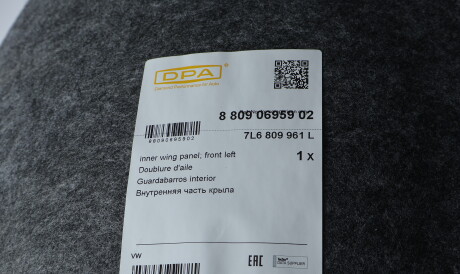 DPA®
8 809 06959 02
7L6 809 961 L
88090695902
inner wing panel; front left
1 x
Doublure d'aile
Guardabarros interior
Внутренняя часть крыла
VW
EAC